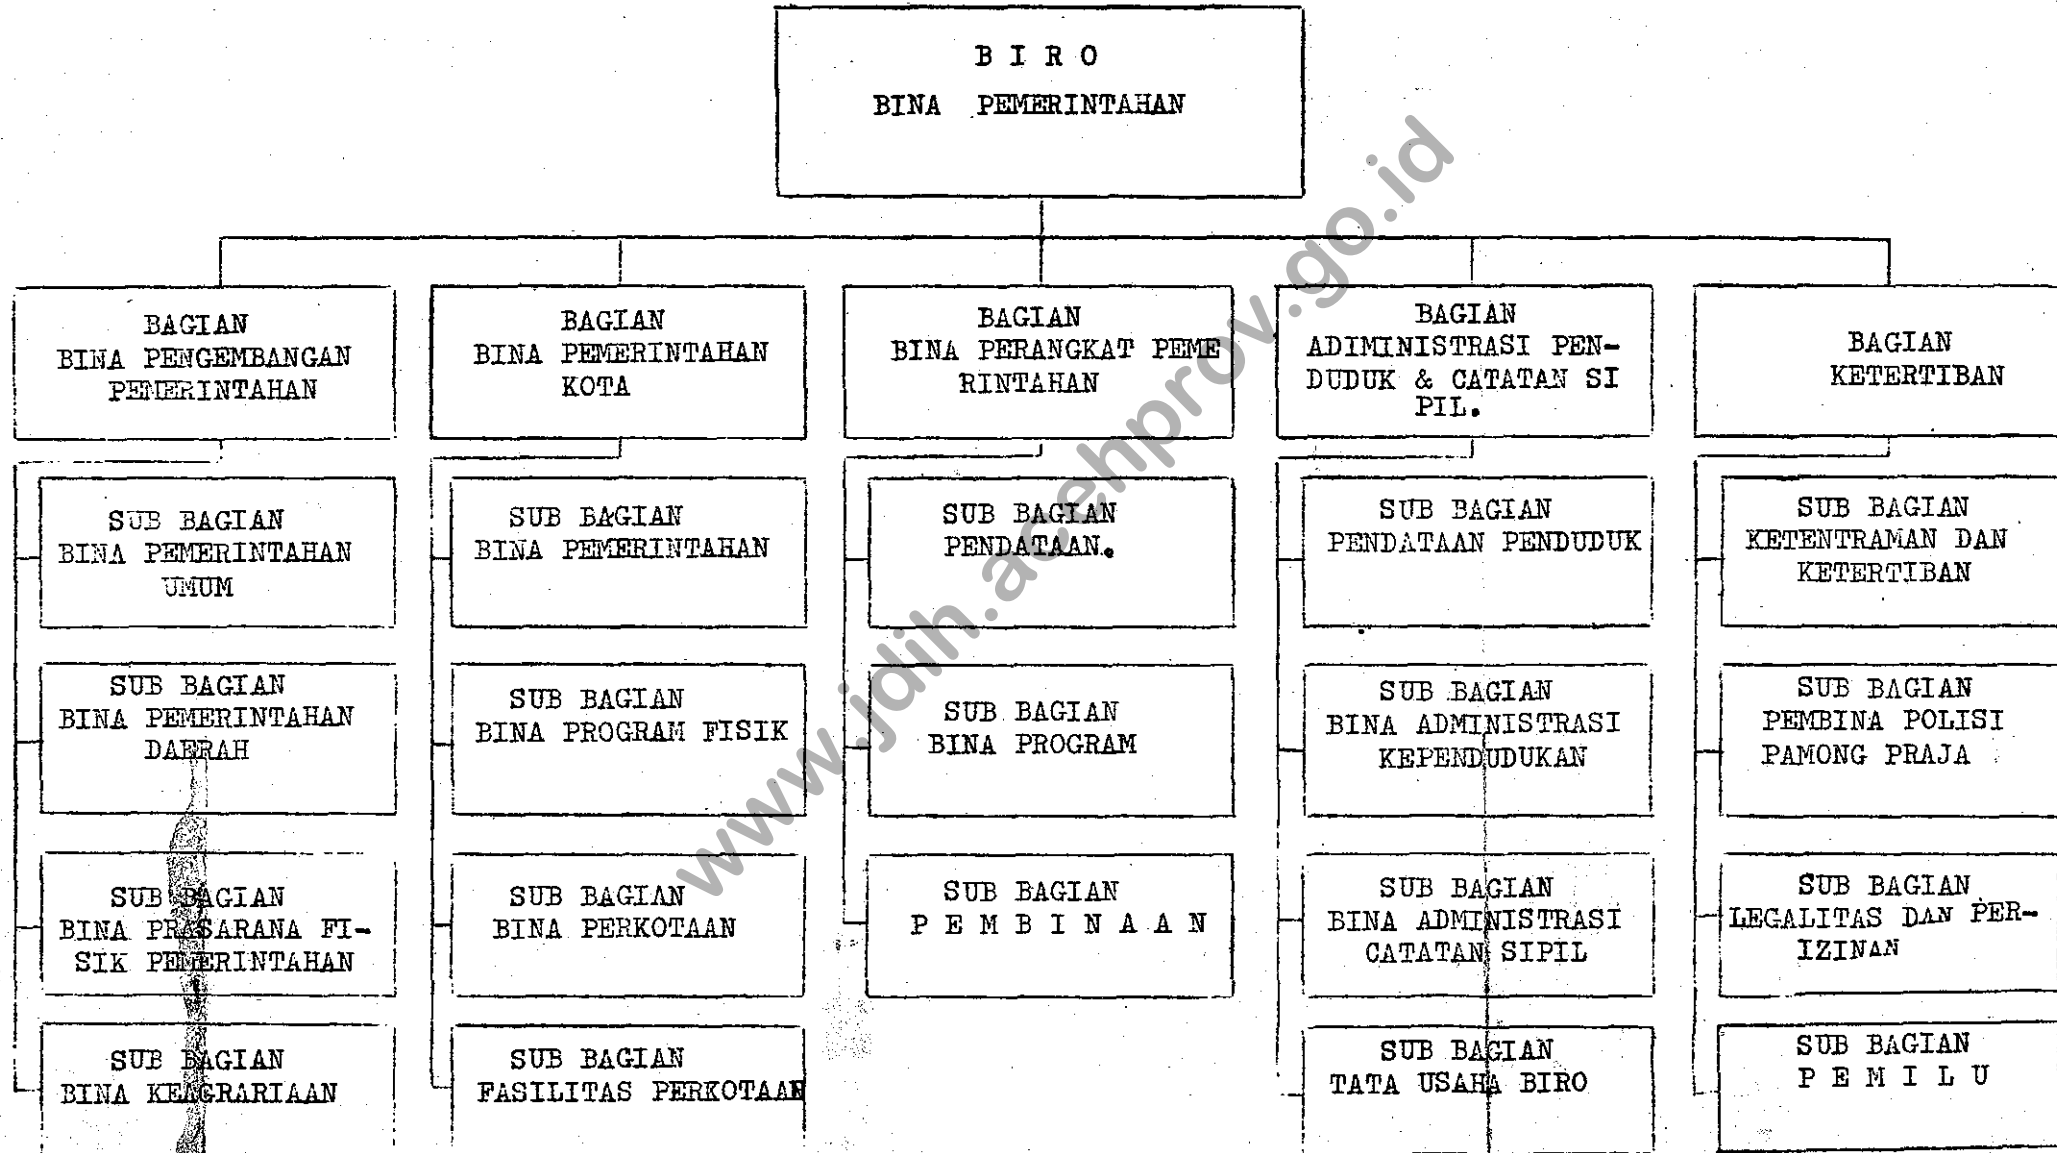 B I R O
BINA PEMERINTAHAN
BAGIAN
BINA PENGEMBANGAN
PEMERINTAHAN
BAGIAN
BINA PEMERINTAHAN
KOTA
BAGIAN
BINA PERANGKAT PEME
RINTAHAN
BAGIAN
ADIMINISTRASI PEN-
DUDUK & CATATAN SI
PIL.
BAGIAN
KETERTIBAN
SUB BAGIAN
BINA PEMERINTAHAN
UMUM
SUB BAGIAN
BINA PEMERINTAHAN
DAERAH
SUB BAGIAN
BINA PRASARANA FI-
SIK PEMERINTAHAN
SUB BAGIAN
BINA KEAGRARIAAN
SUB BAGIAN
BINA PEMERINTAHAN
SUB BAGIAN
BINA PROGRAM FISIK
SUB BAGIAN
BINA PERKOTAAN
SUB BAGIAN
FASILITAS PERKOTAAN
SUB BAGIAN
PENDATAAN.
SUB BAGIAN
BINA PROGRAM
SUB BAGIAN
P E M B I N A A N
SUB BAGIAN
PENDATAAN PENDUDUK
SUB BAGIAN
BINA ADMINISTRASI
KEPENDUDUKAN
SUB BAGIAN
BINA ADMINISTRASI
CATATAN SIPIL
SUB BAGIAN
TATA USAHA BIRO
SUB BAGIAN
KETENTRAMAN DAN
KETERTIBAN
SUB BAGIAN
PEMBINA POLISI
PAMONG PRAJA
SUB BAGIAN
LEGALITAS DAN PER-
IZINAN
SUB BAGIAN
P E M I L U
www.jdih.acehprov.go.id